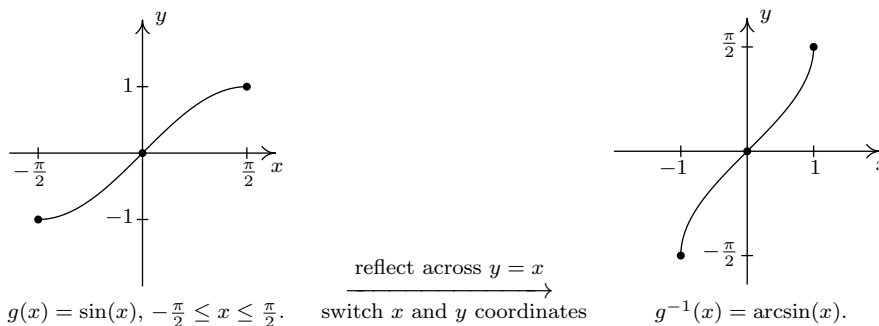 y
1
−π/2
π/2
x
−1
g(x) = sin(x), −π/2 ≤ x ≤ π/2.
reflect across y = x
switch x and y coordinates
y
π/2
−1
1
−π/2
g⁻¹(x) = arcsin(x).